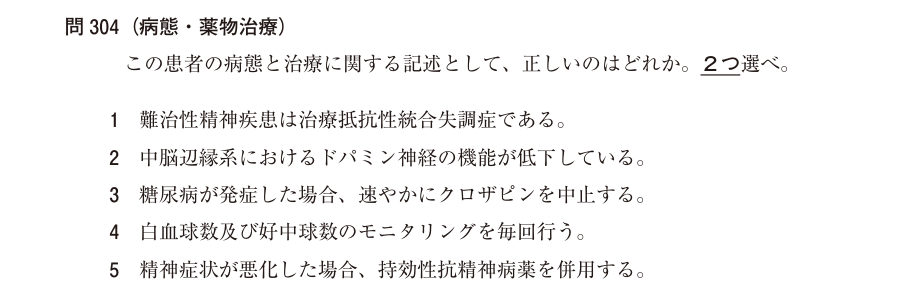 問 304（病態・薬物治療）
この患者の病態と治療に関する記述として、正しいのはどれか。2つ選べ。
1 難治性精神疾患は治療抵抗性統合失調症である。
2 中脳辺縁系におけるドパミン神経の機能が低下している。
3 糖尿病が発症した場合、速やかにクロザピンを中止する。
4 白血球数及び好中球数のモニタリングを毎回行う。
5 精神症状が悪化した場合、持効性抗精神病薬を併用する。